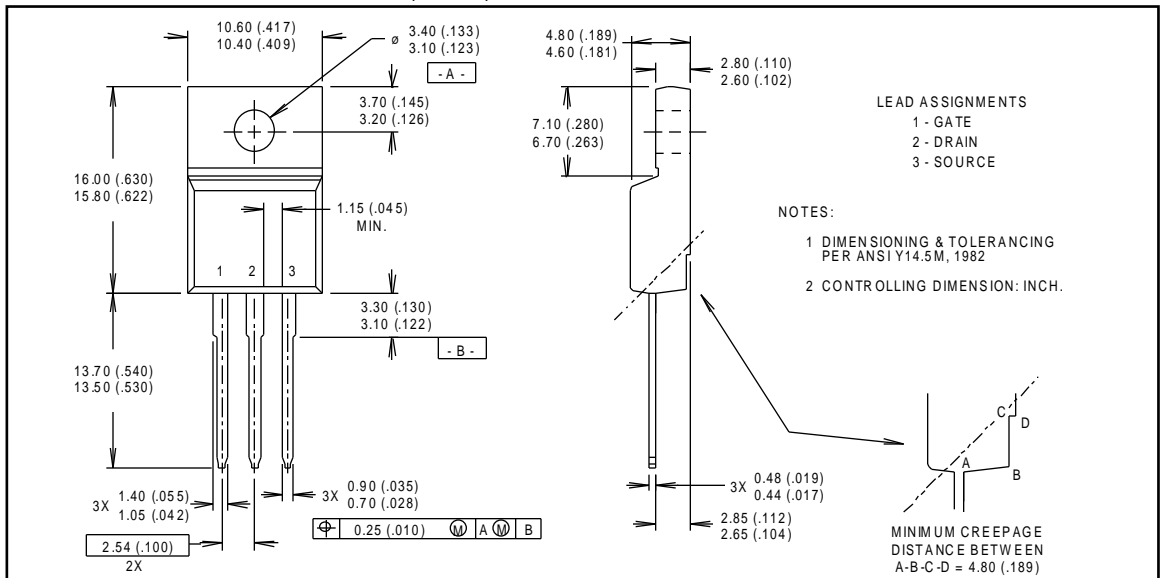 10.60 (.417)
10.40 (.409)
ø 3.40 (.133)
3.10 (.123)
- A -
3.70 (.145)
3.20 (.126)
16.00 (.630)
15.80 (.622)
1.15 (.045)
MIN.
1 2 3
3.30 (.130)
3.10 (.122)
- B -
13.70 (.540)
13.50 (.530)
3X 1.40 (.055)
1.05 (.042)
3X 0.90 (.035)
0.70 (.028)
⌖ 0.25 (.010) Ⓜ A Ⓜ B
2.54 (.100)
2X
4.80 (.189)
4.60 (.181)
2.80 (.110)
2.60 (.102)
7.10 (.280)
6.70 (.263)
3X 0.48 (.019)
0.44 (.017)
2.85 (.112)
2.65 (.104)
LEAD ASSIGNMENTS
1 - GATE
2 - DRAIN
3 - SOURCE
NOTES:
1 DIMENSIONING & TOLERANCING
PER ANSI Y14.5M, 1982
2 CONTROLLING DIMENSION: INCH.
C
D
A
B
MINIMUM CREEPAGE
DISTANCE BETWEEN
A-B-C-D = 4.80 (.189)